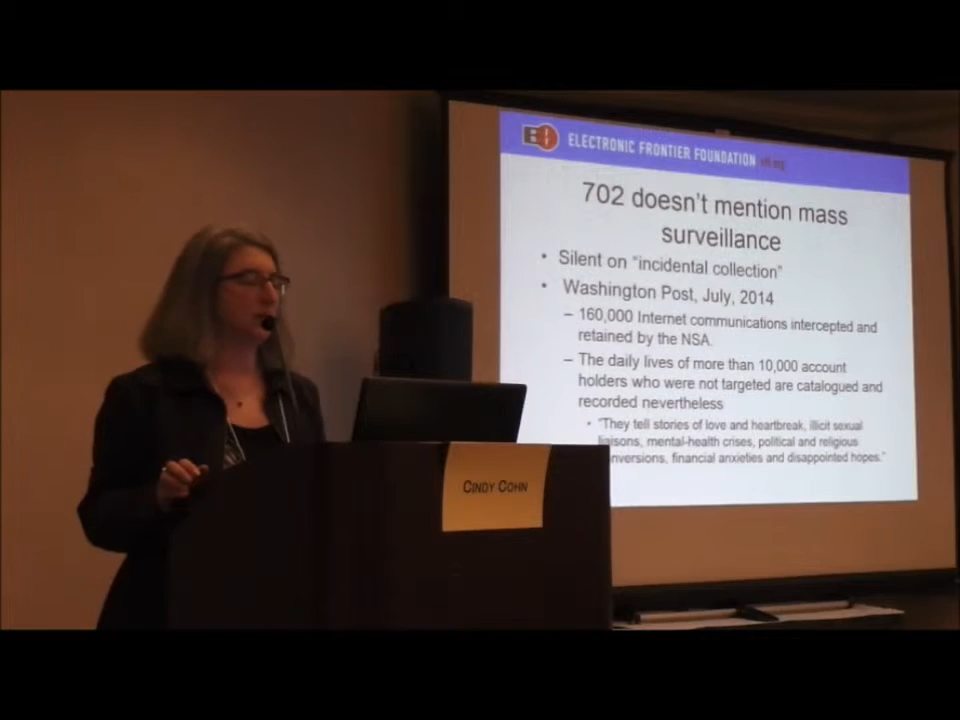 ELECTRONIC FRONTIER FOUNDATION eff.org
702 doesn't mention mass
surveillance
• Silent on "incidental collection"
• Washington Post, July, 2014
– 160,000 Internet communications intercepted and
retained by the NSA.
– The daily lives of more than 10,000 account
holders who were not targeted are catalogued and
recorded nevertheless
• "They tell stories of love and heartbreak, illicit sexual
liaisons, mental-health crises, political and religious
nversions, financial anxieties and disappointed hopes."
CINDY COHN